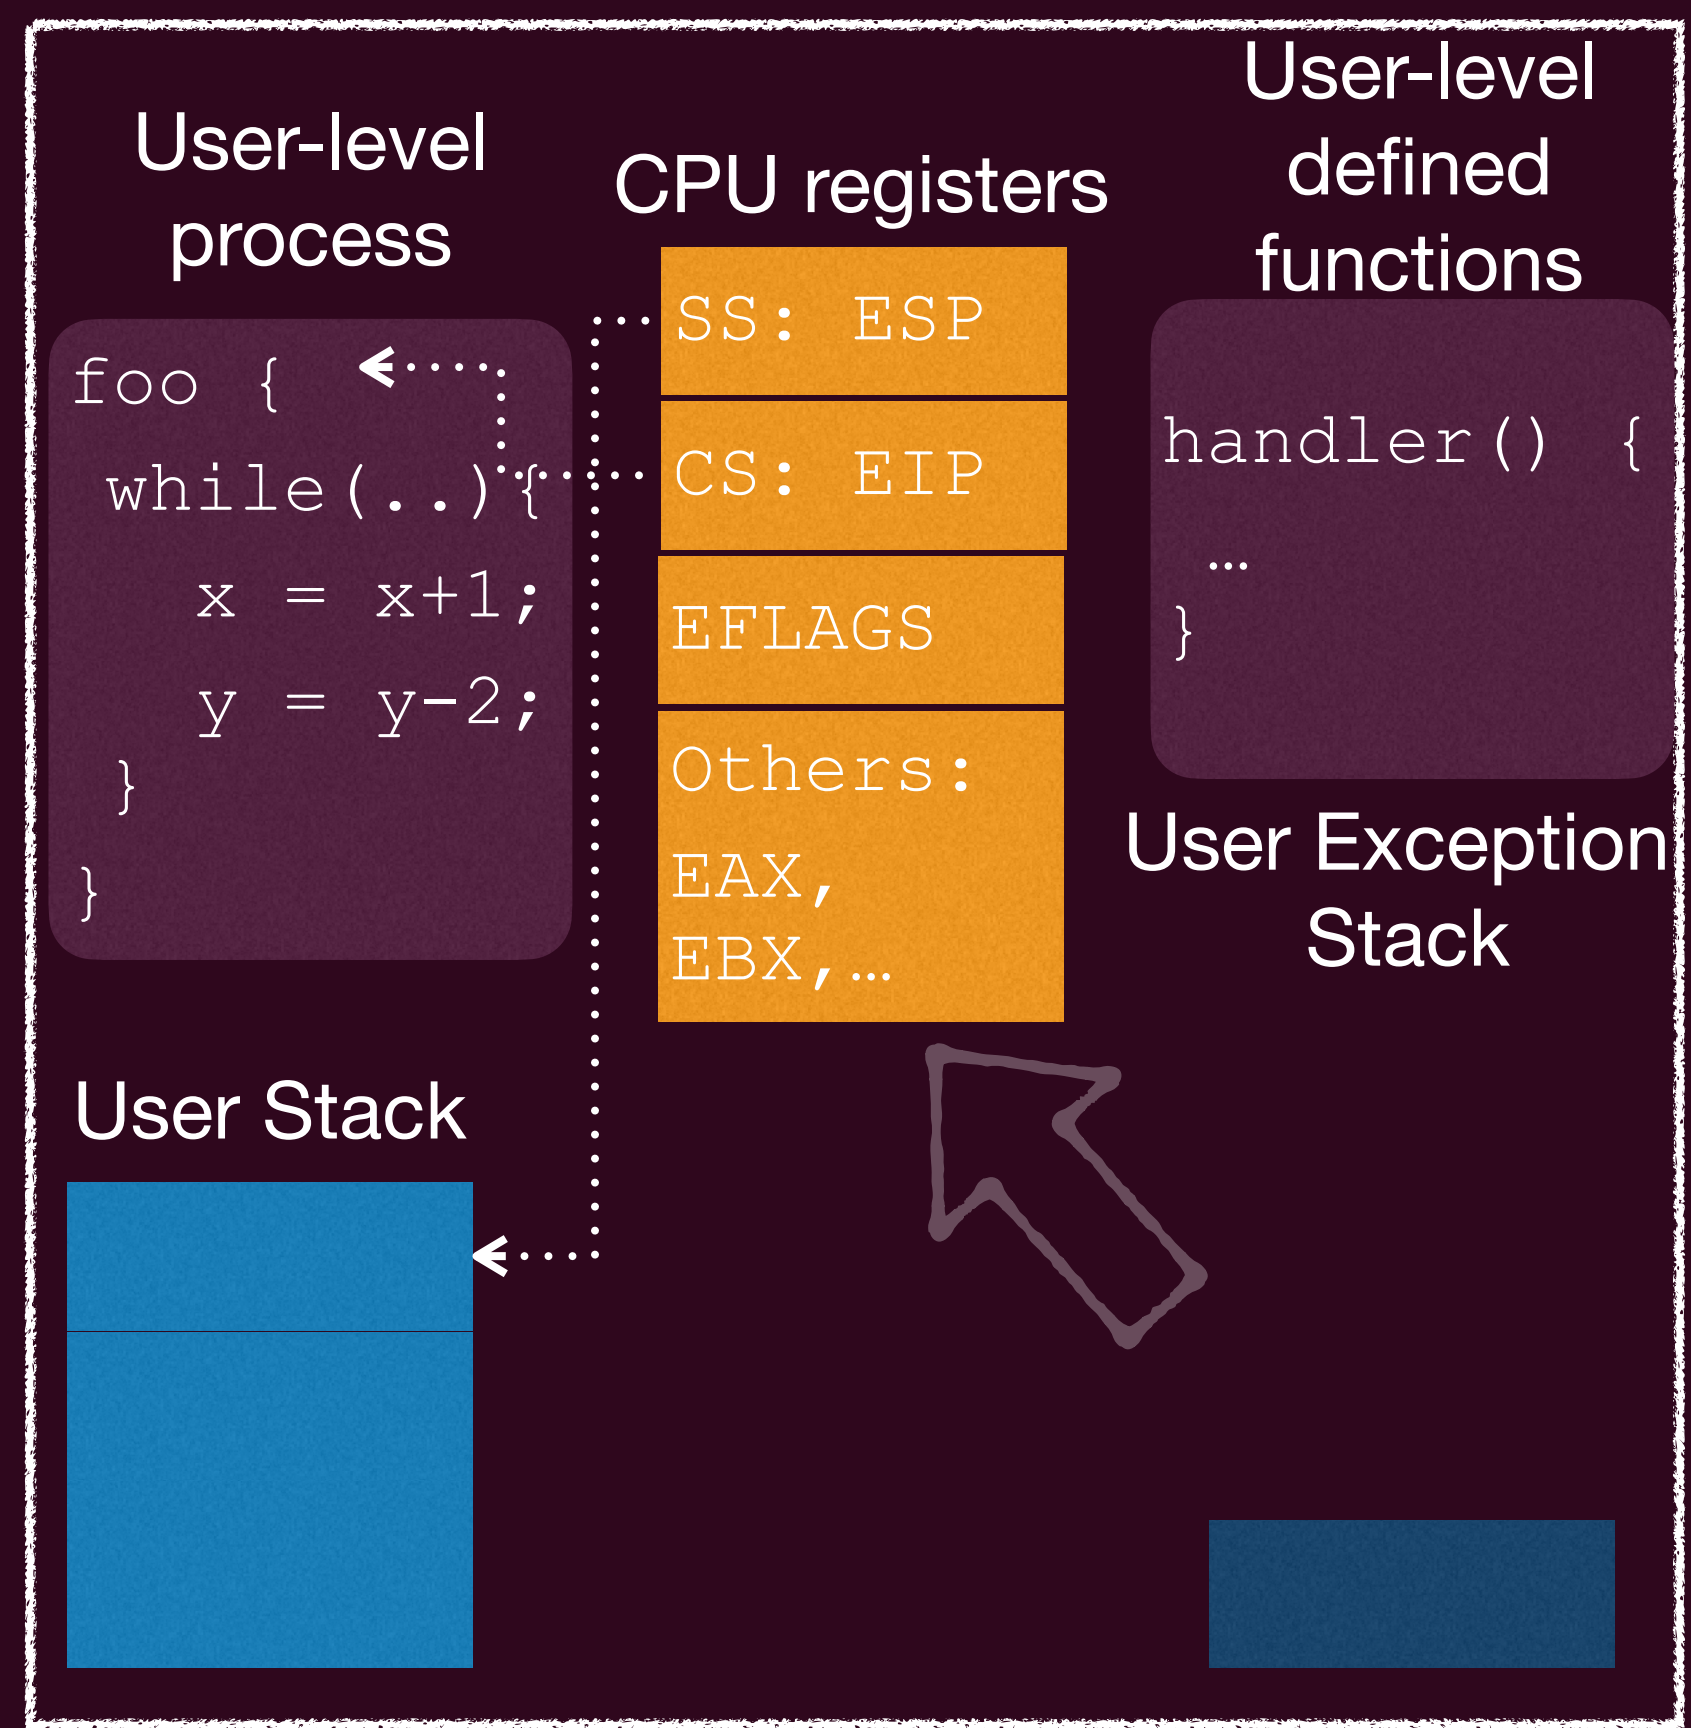 User-level
process
foo {
while(..){
x = x+1;
y = y-2;
}
}
User Stack
CPU registers
SS: ESP
CS: EIP
EFLAGS
Others:
EAX,
EBX,…
User-level
defined
functions
handler() {
…
}
User Exception
Stack